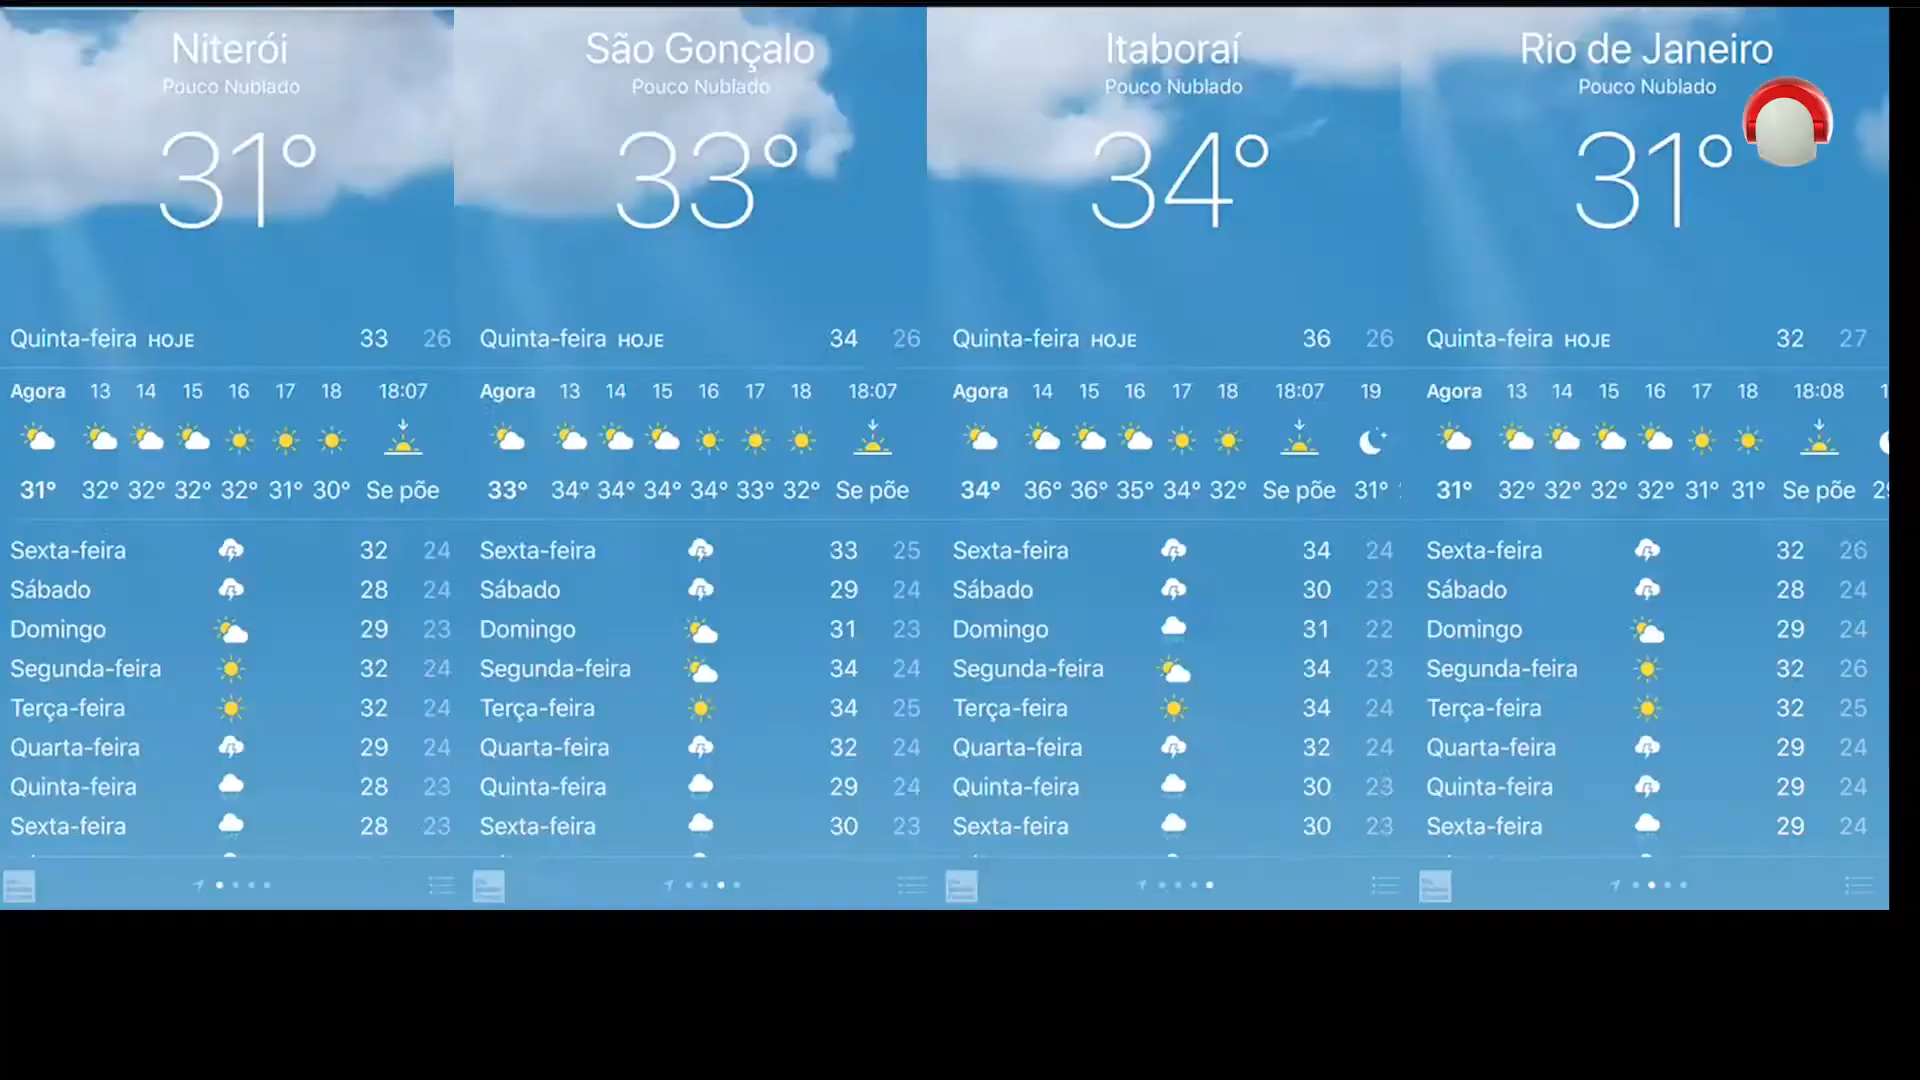 Niterói
Pouco Nublado
31°
Quinta-feira HOJE 33 26
Agora 13 14 15 16 17 18 18:07
31° 32° 32° 32° 32° 31° 30° Se põe
Sexta-feira 32 24
Sábado 28 24
Domingo 29 23
Segunda-feira 32 24
Terça-feira 32 24
Quarta-feira 29 24
Quinta-feira 28 23
Sexta-feira 28 23
São Gonçalo
Pouco Nublado
33°
Quinta-feira HOJE 34 26
Agora 13 14 15 16 17 18 18:07
33° 34° 34° 34° 34° 33° 32° Se põe
Sexta-feira 33 25
Sábado 29 24
Domingo 31 23
Segunda-feira 34 24
Terça-feira 34 25
Quarta-feira 32 24
Quinta-feira 29 24
Sexta-feira 30 23
Itaboraí
Pouco Nublado
34°
Quinta-feira HOJE 36 26
Agora 14 15 16 17 18 18:07 19
34° 36° 36° 35° 34° 32° Se põe 31°
Sexta-feira 34 24
Sábado 30 23
Domingo 31 22
Segunda-feira 34 23
Terça-feira 34 24
Quarta-feira 32 24
Quinta-feira 30 23
Sexta-feira 30 23
Rio de Janeiro
Pouco Nublado
31°
Quinta-feira HOJE 32 27
Agora 13 14 15 16 17 18 18:08
31° 32° 32° 32° 32° 31° 31° Se põe
Sexta-feira 32 26
Sábado 28 24
Domingo 29 24
Segunda-feira 32 26
Terça-feira 32 25
Quarta-feira 29 24
Quinta-feira 29 24
Sexta-feira 29 24